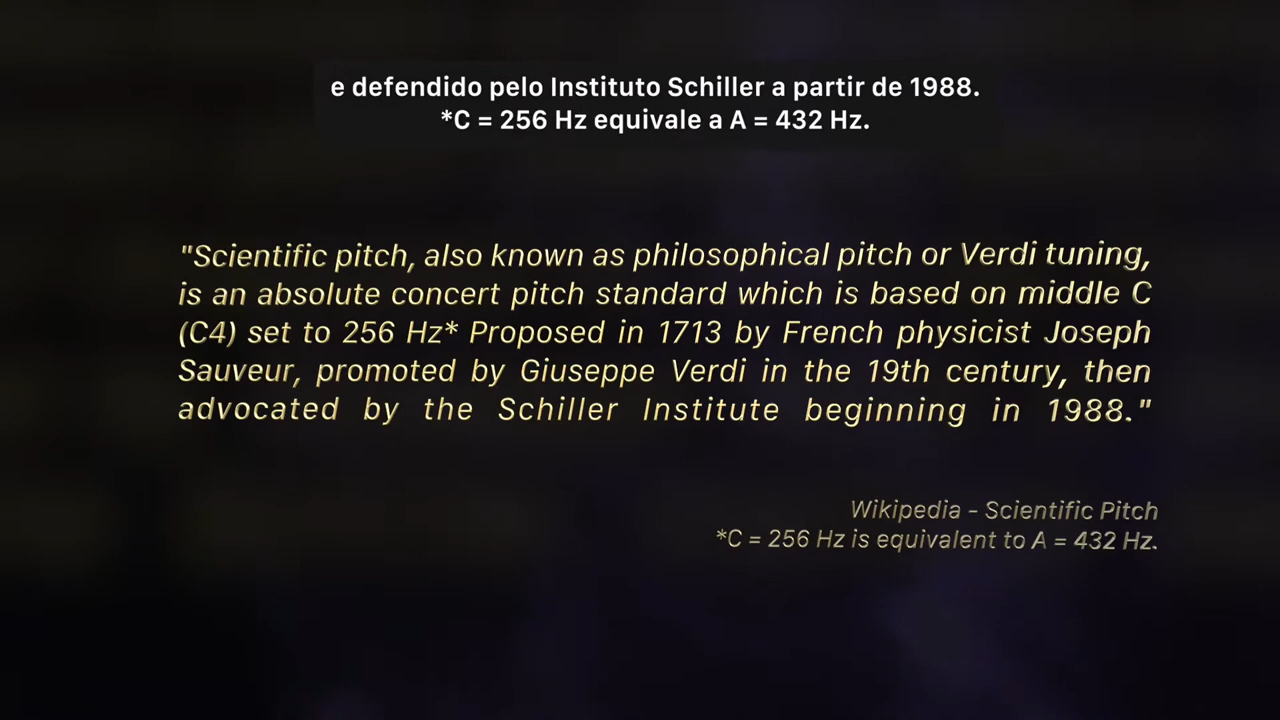 e defendido pelo Instituto Schiller a partir de 1988.
*C = 256 Hz equivale a A = 432 Hz.
"Scientific pitch, also known as philosophical pitch or Verdi tuning,
is an absolute concert pitch standard which is based on middle C
(C4) set to 256 Hz* Proposed in 1713 by French physicist Joseph
Sauveur, promoted by Giuseppe Verdi in the 19th century, then
advocated by the Schiller Institute beginning in 1988."
Wikipedia - Scientific Pitch
*C = 256 Hz is equivalent to A = 432 Hz.